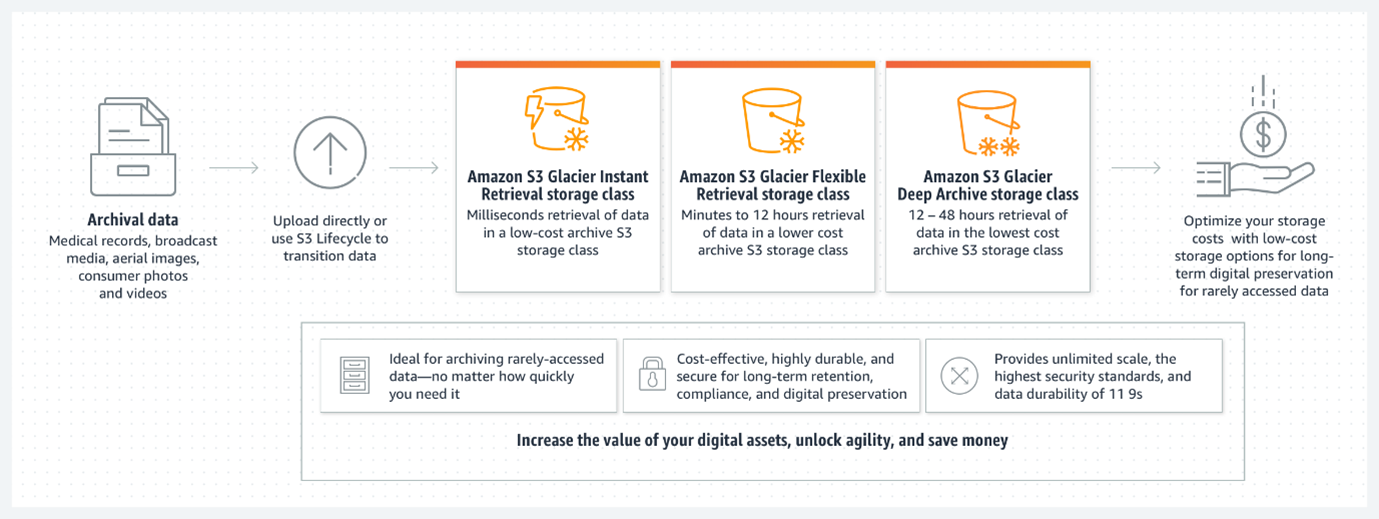 Archival data
Medical records, broadcast
media, aerial images,
consumer photos
and videos
Upload directly or
use S3 Lifecycle to
transition data
Amazon S3 Glacier Instant
Retrieval storage class
Milliseconds retrieval of data
in a low-cost archive S3
storage class
Amazon S3 Glacier Flexible
Retrieval storage class
Minutes to 12 hours retrieval
of data in a lower cost
archive S3 storage class
Amazon S3 Glacier
Deep Archive storage class
12 – 48 hours retrieval of
data in the lowest cost
archive S3 storage class
$
Optimize your storage
costs with low-cost
storage options for long-
term digital preservation
for rarely accessed data
Ideal for archiving rarely-accessed
data—no matter how quickly
you need it
Cost-effective, highly durable, and
secure for long-term retention,
compliance, and digital preservation
Provides unlimited scale, the
highest security standards, and
data durability of 11 9s
Increase the value of your digital assets, unlock agility, and save money